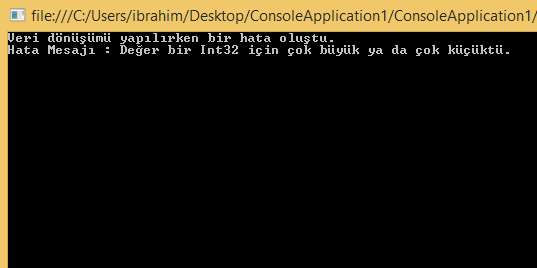 file:///C:/Users/ibrahim/Desktop/ConsoleApplication1/ConsoleApplication1/
Veri dönüşümü yapılırken bir hata oluştu.
Hata Mesajı : Değer bir Int32 için çok büyük ya da çok küçüktü.